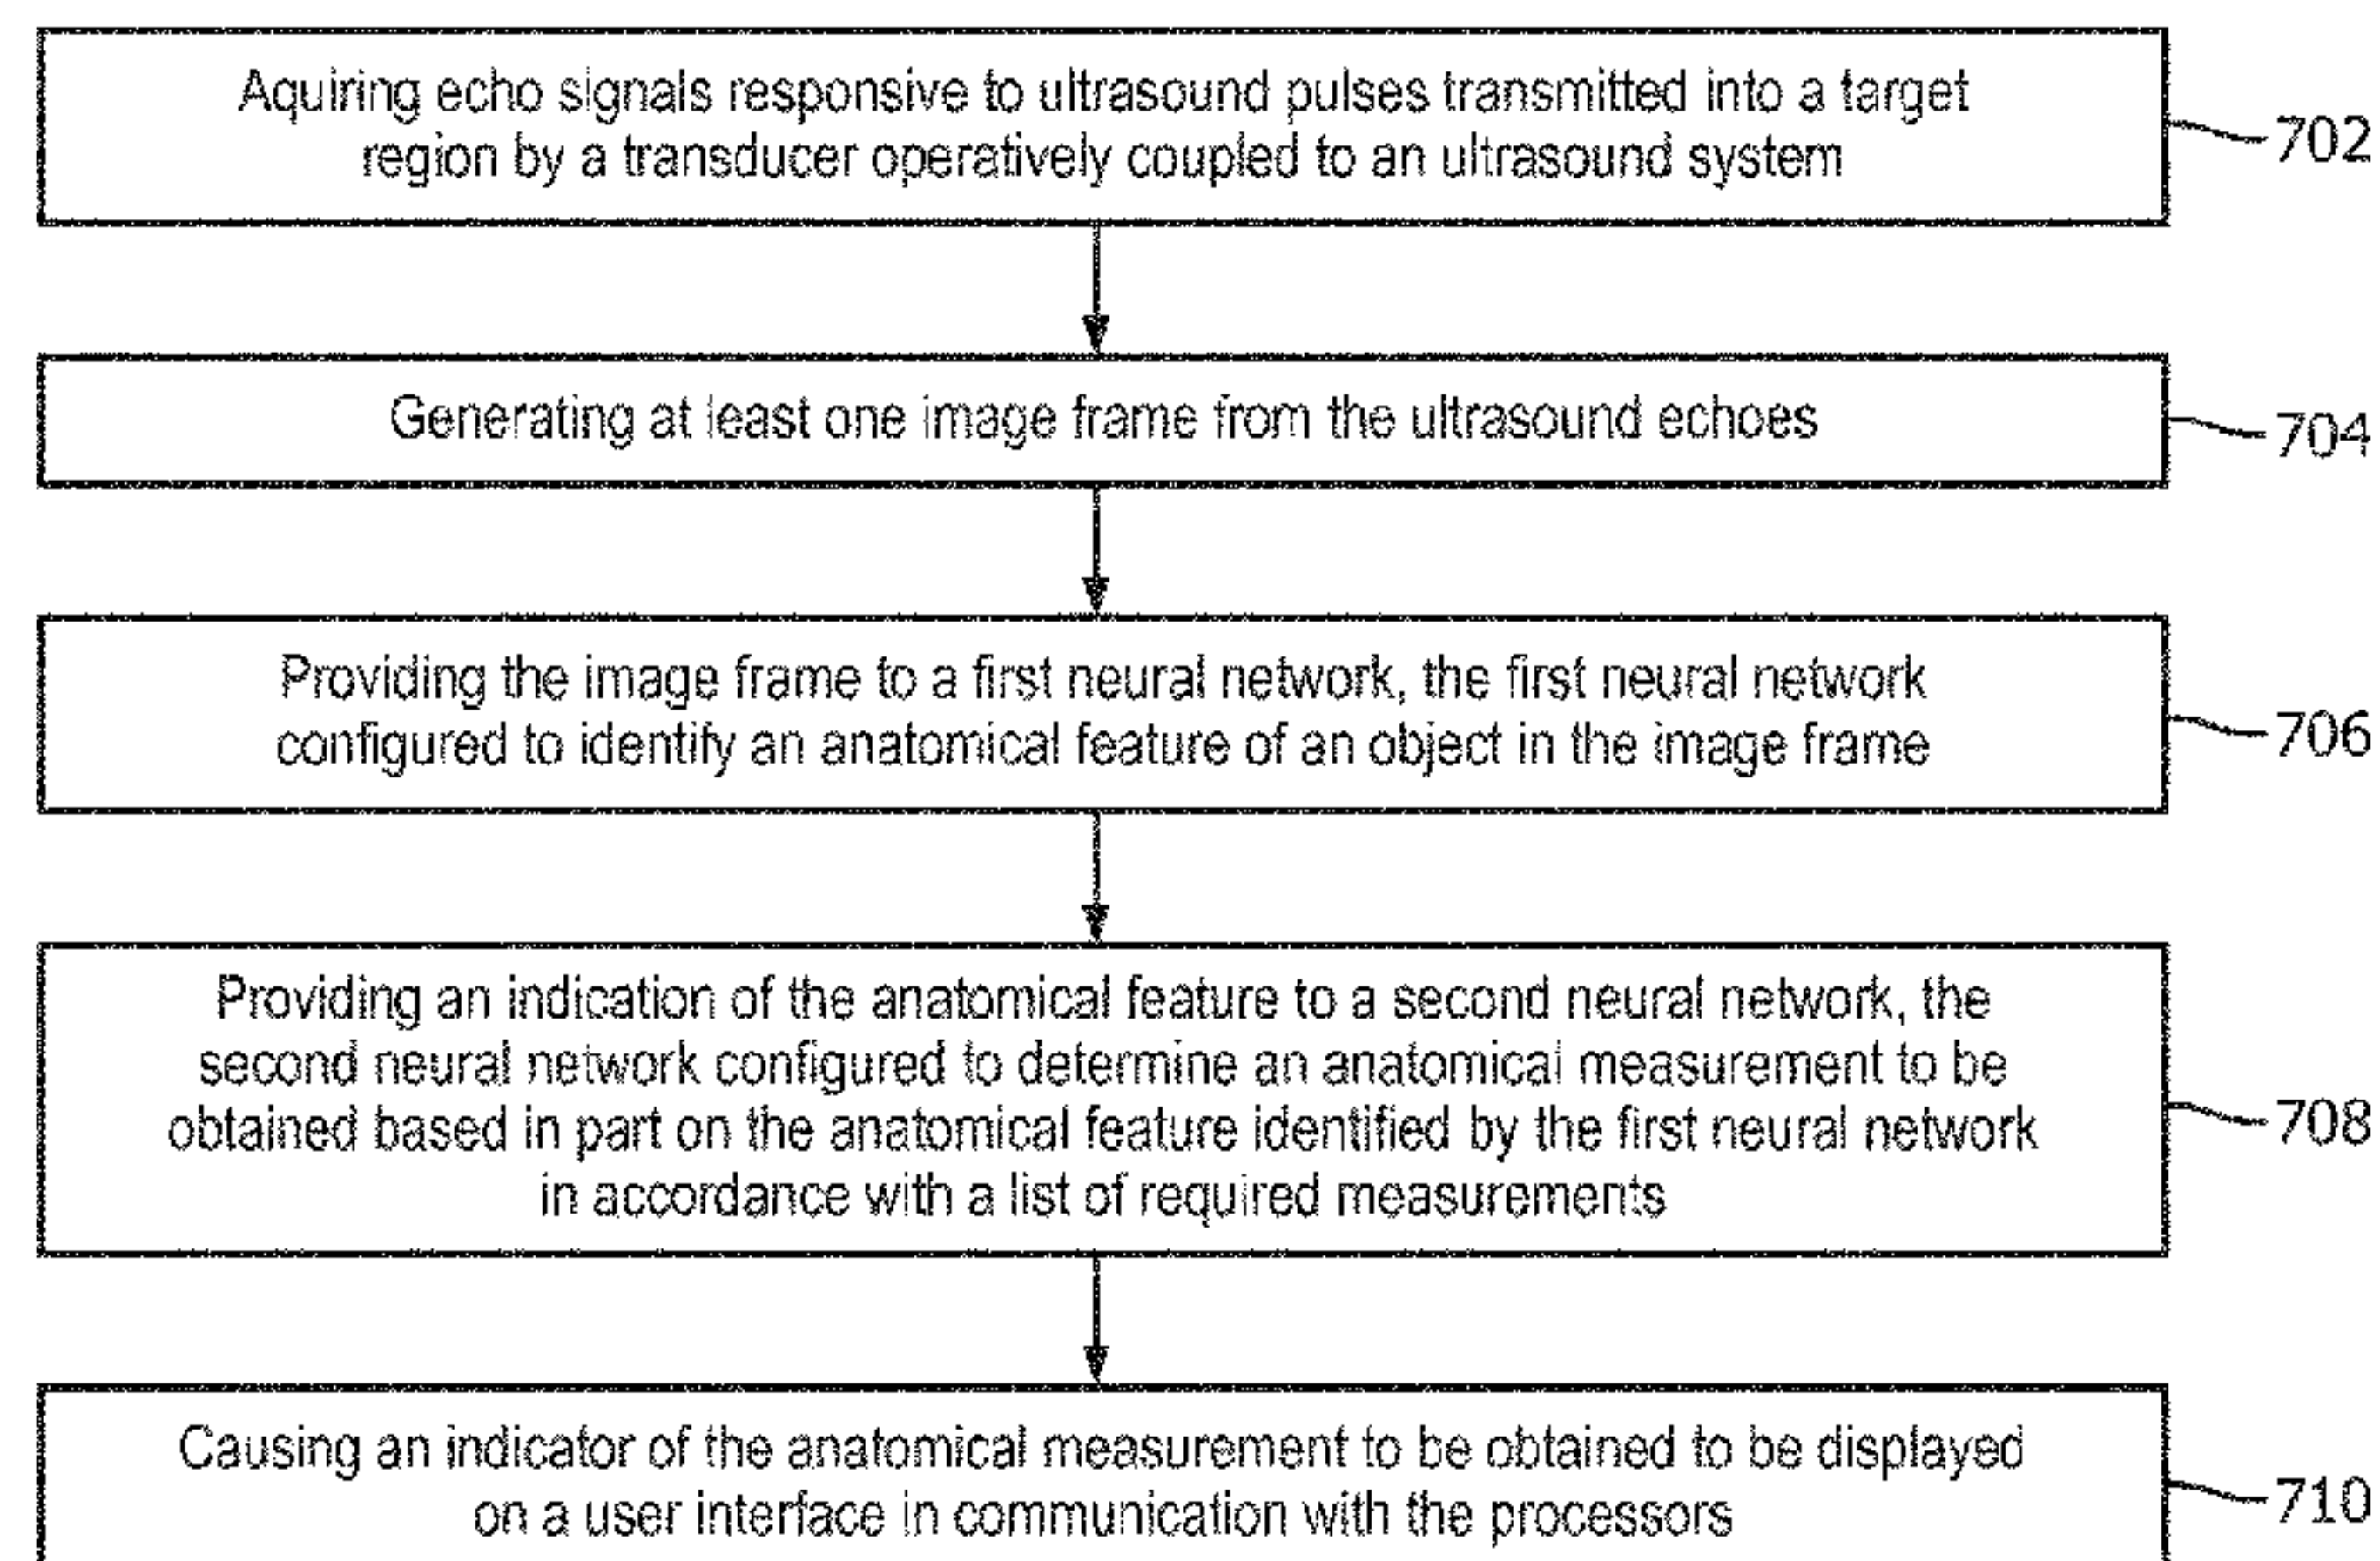 Aquiring echo signals responsive to ultrasound pulses transmitted into a target
region by a transducer operatively coupled to an ultrasound system
702
Generating at least one image frame from the ultrasound echoes
704
Providing the image frame to a first neural network, the first neural network
configured to identify an anatomical feature of an object in the image frame
706
Providing an indication of the anatomical feature to a second neural network, the
second neural network configured to determine an anatomical measurement to be
obtained based in part on the anatomical feature identified by the first neural network
in accordance with a list of required measurements
708
Causing an indicator of the anatomical measurement to be obtained to be displayed
on a user interface in communication with the processors
710